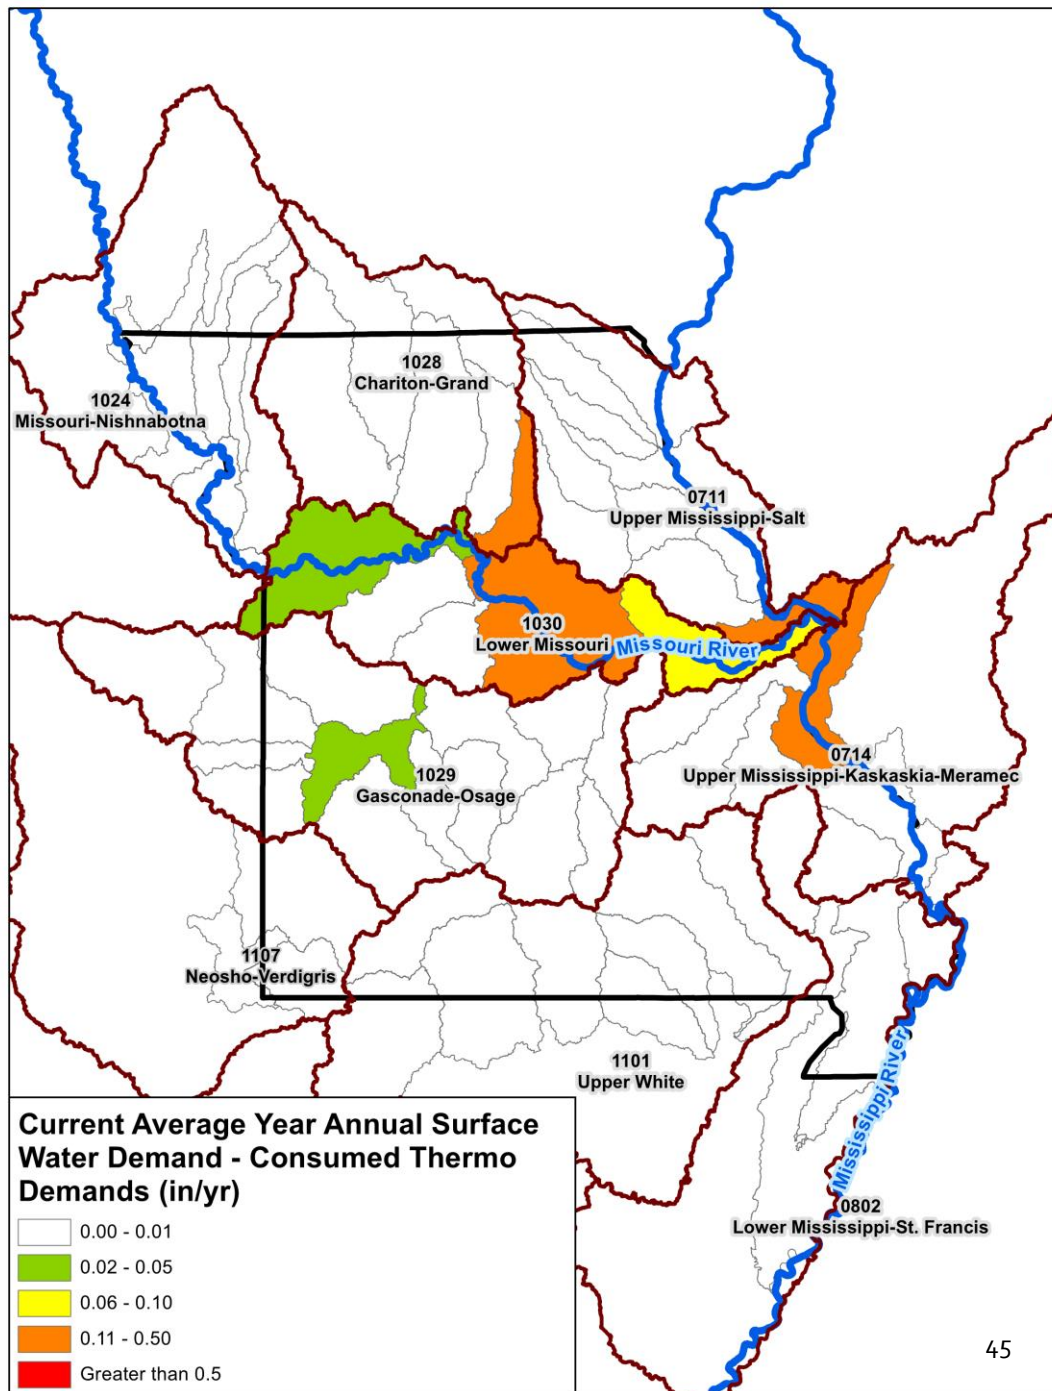 1028
Chariton-Grand
1024
Missouri-Nishnabotna
0711
Upper Mississippi-Salt
1030
Lower Missouri
Missouri River
0714
Upper Mississippi-Kaskaskia-Meramec
1029
Gasconade-Osage
1107
Neosho-Verdigris
1101
Upper White
Mississippi River
0802
Lower Mississippi-St. Francis
Current Average Year Annual Surface
Water Demand - Consumed Thermo
Demands (in/yr)
0.00 - 0.01
0.02 - 0.05
0.06 - 0.10
0.11 - 0.50
Greater than 0.5
45